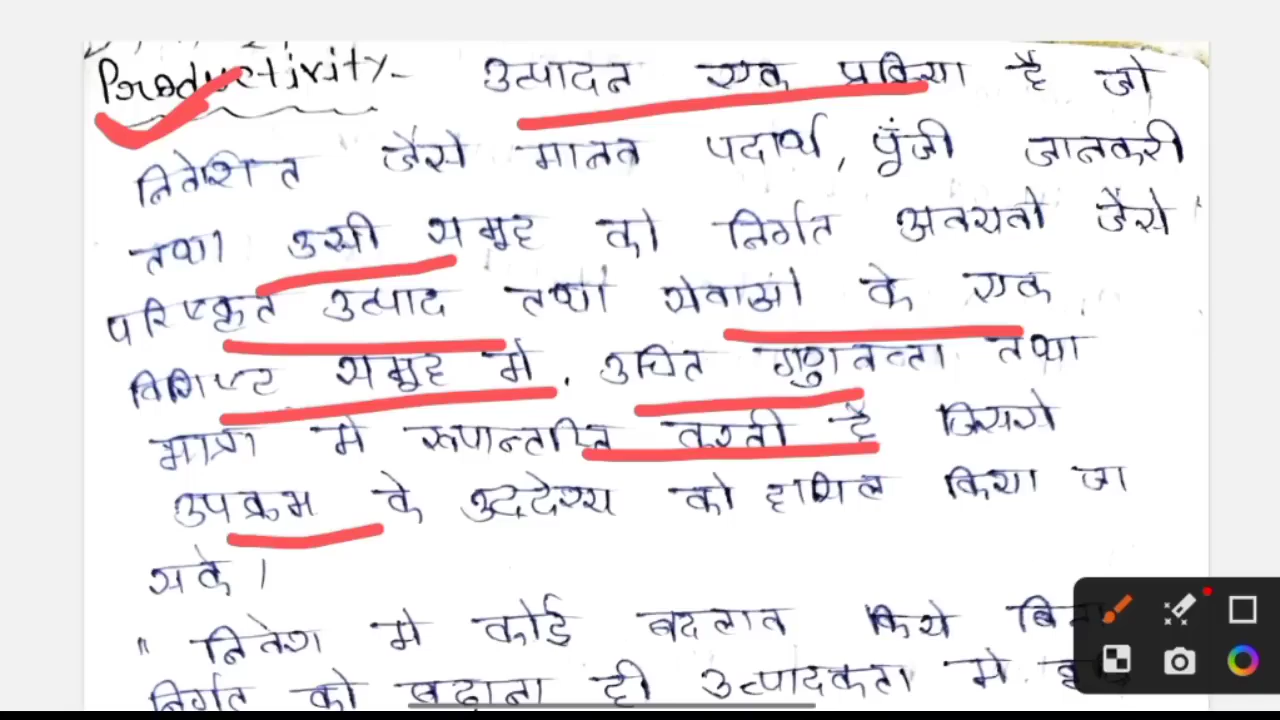 Productivity- उत्पादन एक प्रक्रिया है जो
निवेशित जैसे मानव पदार्थ, पूंजी जानकरी
तथा उसी समूह को निर्गत अवयवो जैसे
परिष्कृत उत्पाद तथा सेवाओ के एक
विशिष्ट समूह मे, उचित गुणवत्ता तथा
मात्रा मे रूपान्तरित करती है जिससे
उपक्रम के उद्देश्य को हासिल किया जा
सके।
" निवेश मे कोई बदलाव किये बिना
निर्गत को बढ़ाना ही उत्पादकता मे